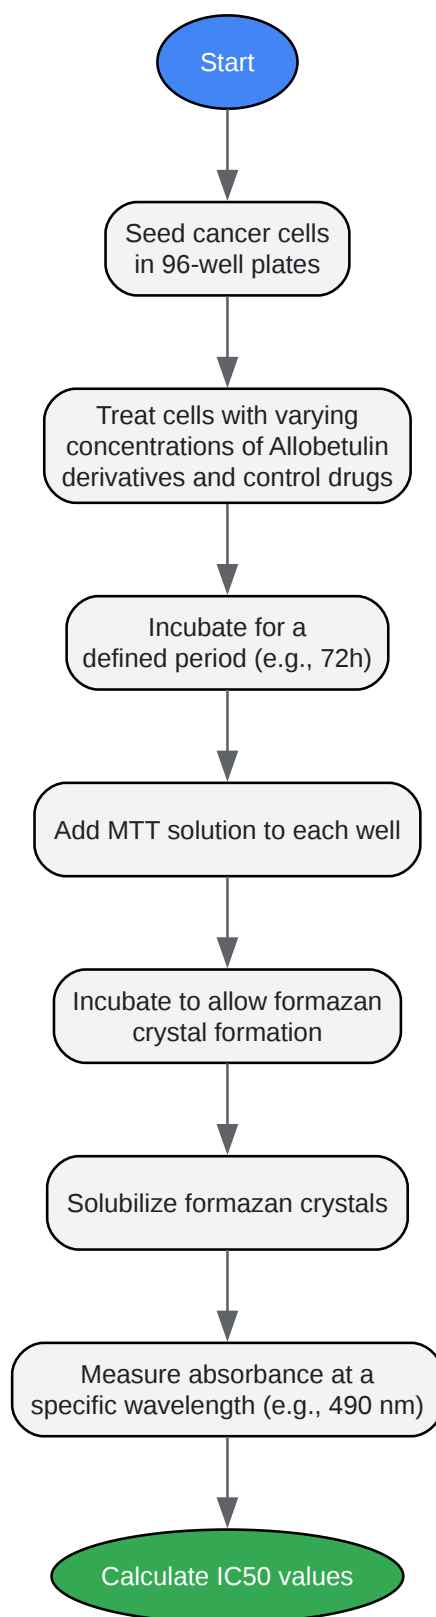 Start
Seed cancer cells
in 96-well plates
Treat cells with varying
concentrations of Allobetulin
derivatives and control drugs
Incubate for a
defined period (e.g., 72h)
Add MTT solution to each well
Incubate to allow formazan
crystal formation
Solubilize formazan crystals
Measure absorbance at a
specific wavelength (e.g., 490 nm)
Calculate IC50 values